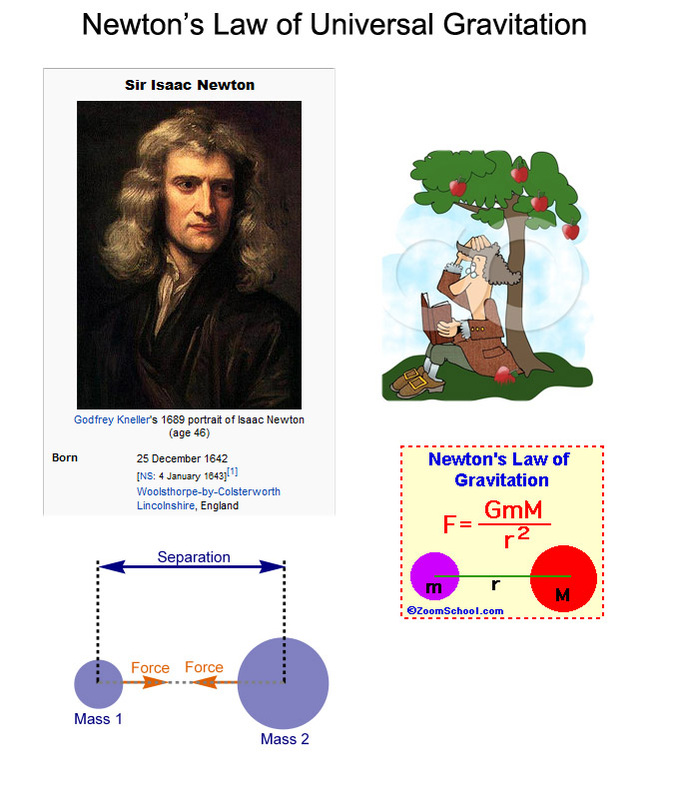 Newton’s Law of Universal Gravitation
Sir Isaac Newton
Godfrey Kneller's 1689 portrait of Isaac Newton
(age 46)
Born
25 December 1642
[NS: 4 January 1643][1]
Woolsthorpe-by-Colsterworth
Lincolnshire, England
Newton's Law of
Gravitation
F= GmM / r²
m
r
M
©ZoomSchool.com
Separation
Force Force
Mass 1
Mass 2